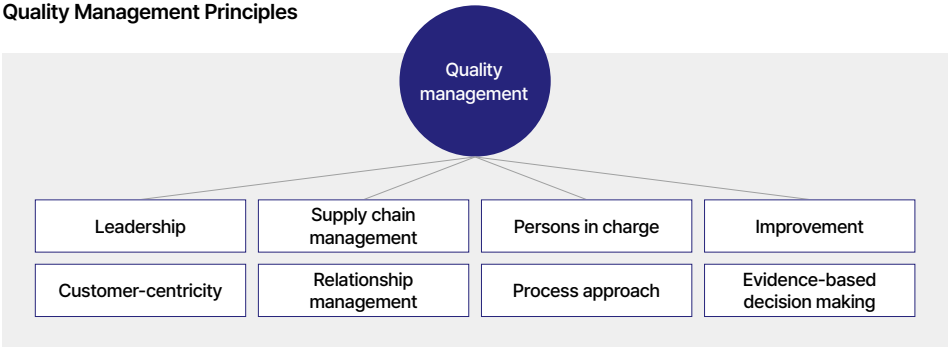 Quality Management Principles
Quality
management
Leadership
Supply chain
management
Persons in charge
Improvement
Customer-centricity
Relationship
management
Process approach
Evidence-based
decision making